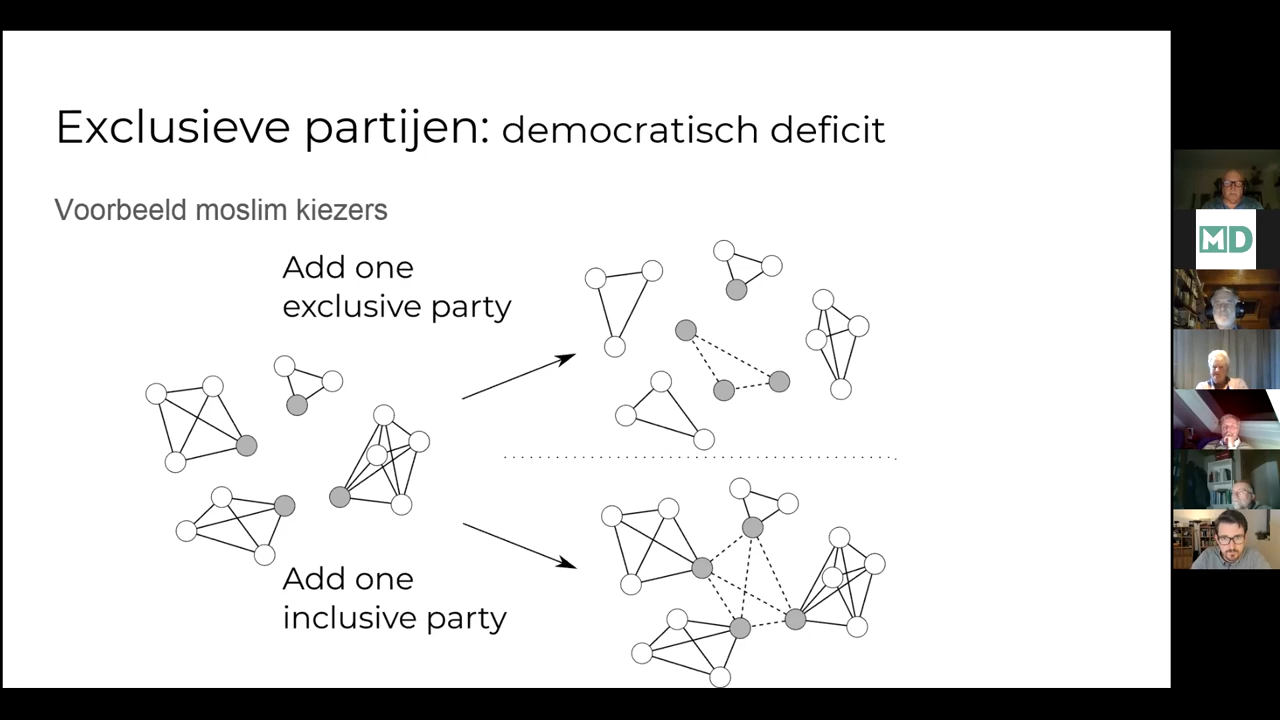 Exclusieve partijen: democratisch deficit
Voorbeeld moslim kiezers
Add one
exclusive party
Add one
inclusive party
MD